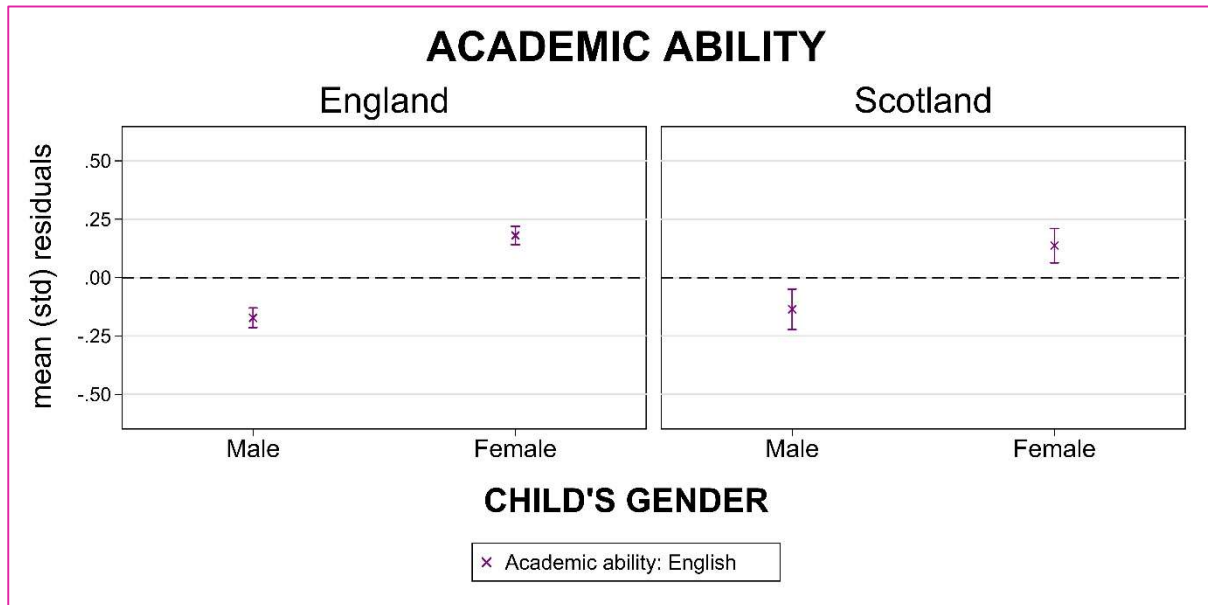 ACADEMIC ABILITY
England
Scotland
mean (std) residuals
.50
.25
.00
-.25
-.50
Male
Female
Male
Female
CHILD'S GENDER
× Academic ability: English